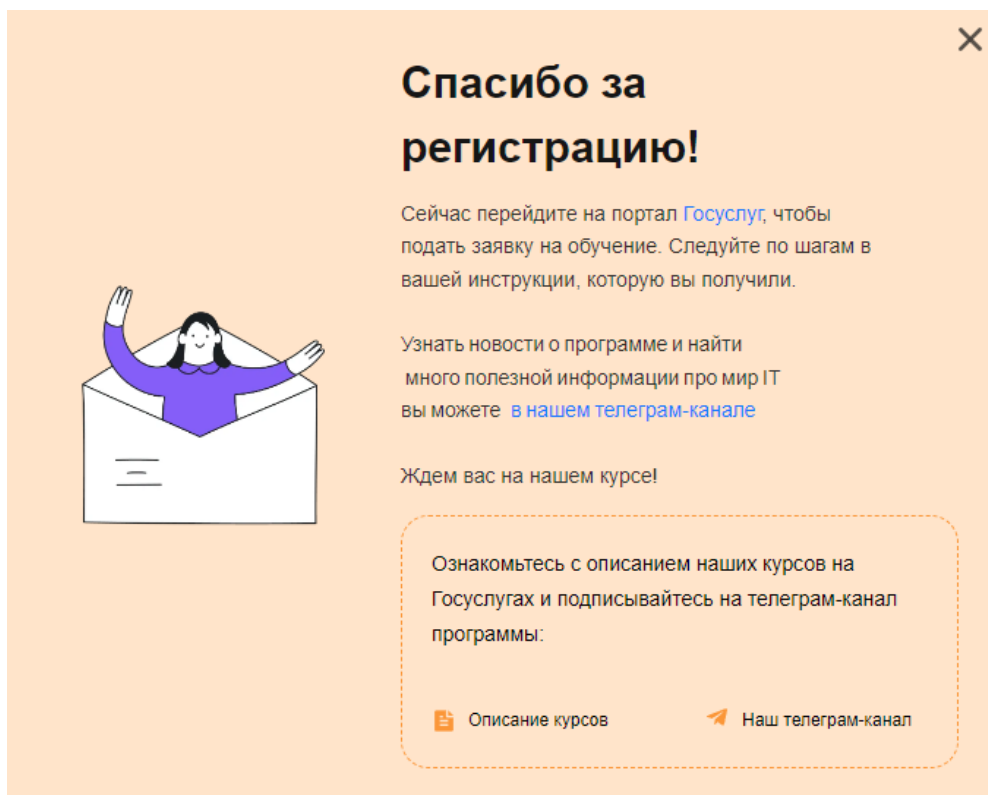 Спасибо за
регистрацию!
Сейчас перейдите на портал Госуслуг, чтобы
подать заявку на обучение. Следуйте по шагам в
вашей инструкции, которую вы получили.
Узнать новости о программе и найти
много полезной информации про мир IT
вы можете в нашем телеграм-канале
Ждем вас на нашем курсе!
Ознакомьтесь с описанием наших курсов на
Госуслугах и подписывайтесь на телеграм-канал
программы:
Описание курсов
Наш телеграм-канал